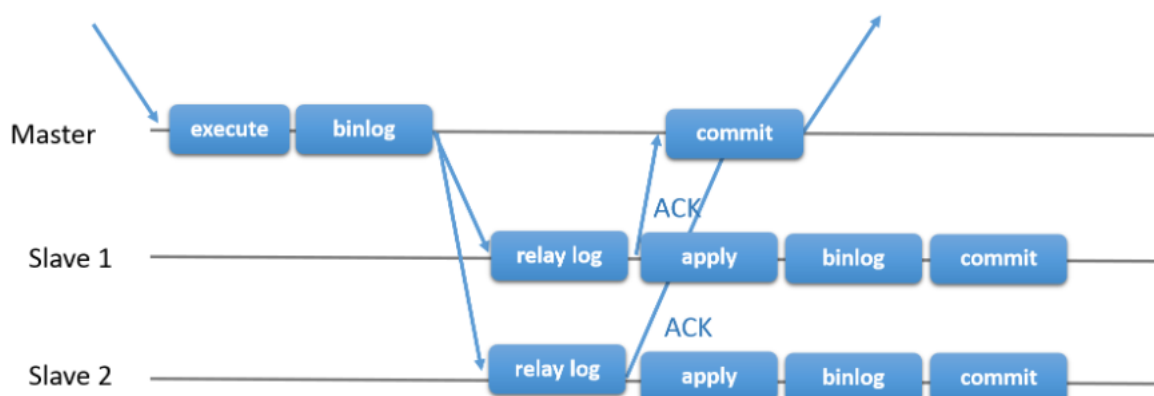 Master execute binlog commit
ACK
Slave 1 relay log apply binlog commit
ACK
Slave 2 relay log apply binlog commit